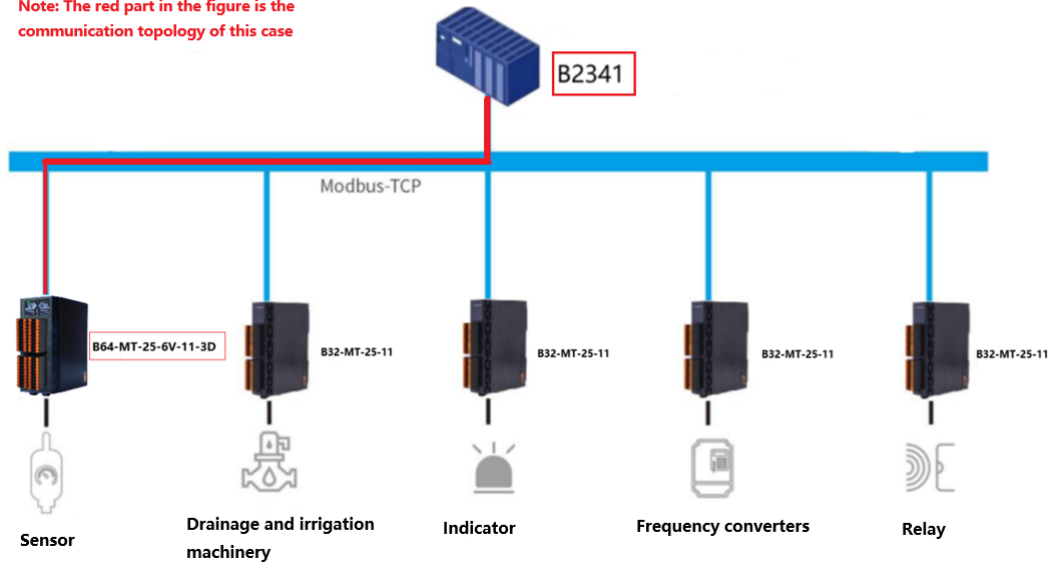 Note: The red part in the figure is the
communication topology of this case
B2341
Modbus-TCP
B64-MT-25-6V-11-3D
B32-MT-25-11
B32-MT-25-11
B32-MT-25-11
B32-MT-25-11
Sensor
Drainage and irrigation
machinery
Indicator
Frequency converters
Relay